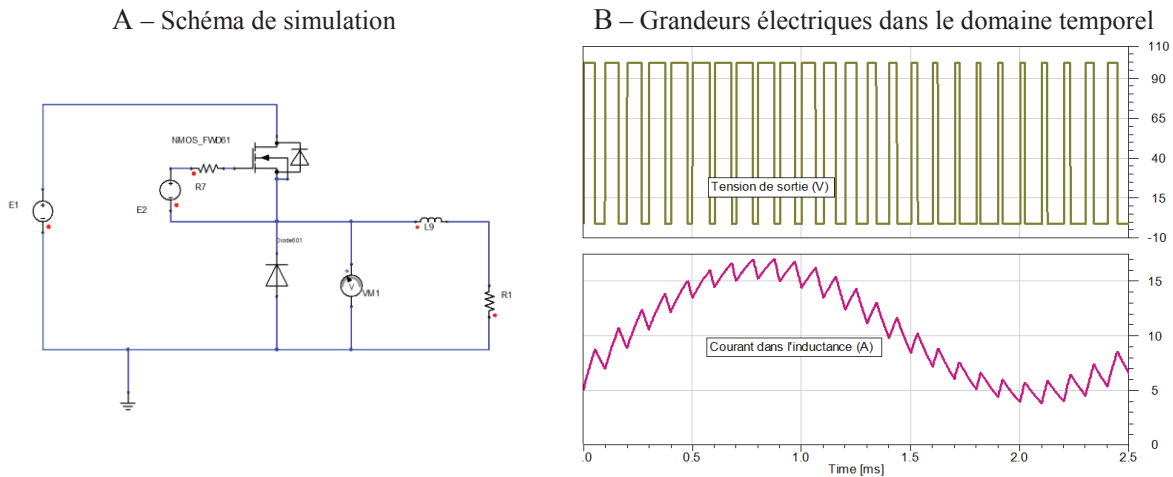 A – Schéma de simulation
B – Grandeurs électriques dans le domaine temporel
NMOS_FWD61
R7
E2
E1
Diode601
VM1
V
L9
R1
110
90
65
40
15
-10
Tension de sortie (V)
15
10
5
0
Courant dans l'inductance (A)
.0
0.5
1.0
1.5
2.0
2.5
Time [ms]